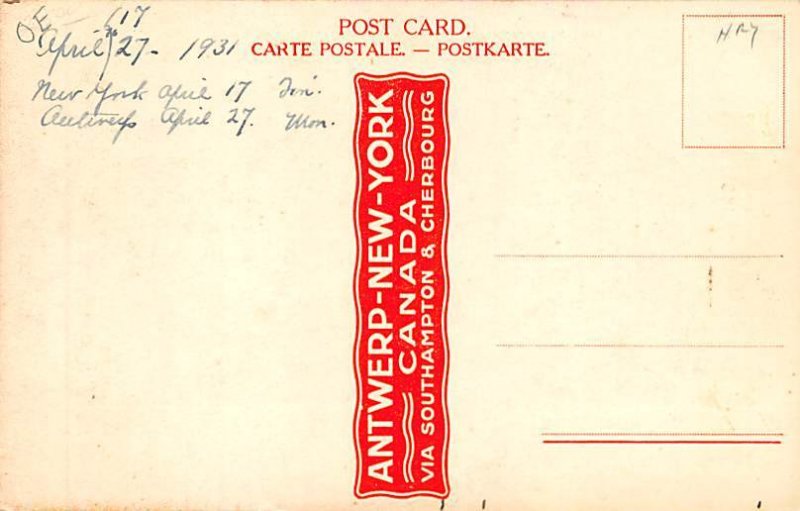 /17
April 27 - 1931
New York april 17 Fri.
Antwerp April 27. Mon.
POST CARD.
CARTE POSTALE. — POSTKARTE.
ANTWERP-NEW-YORK
CANADA
VIA SOUTHAMPTON & CHERBOURG